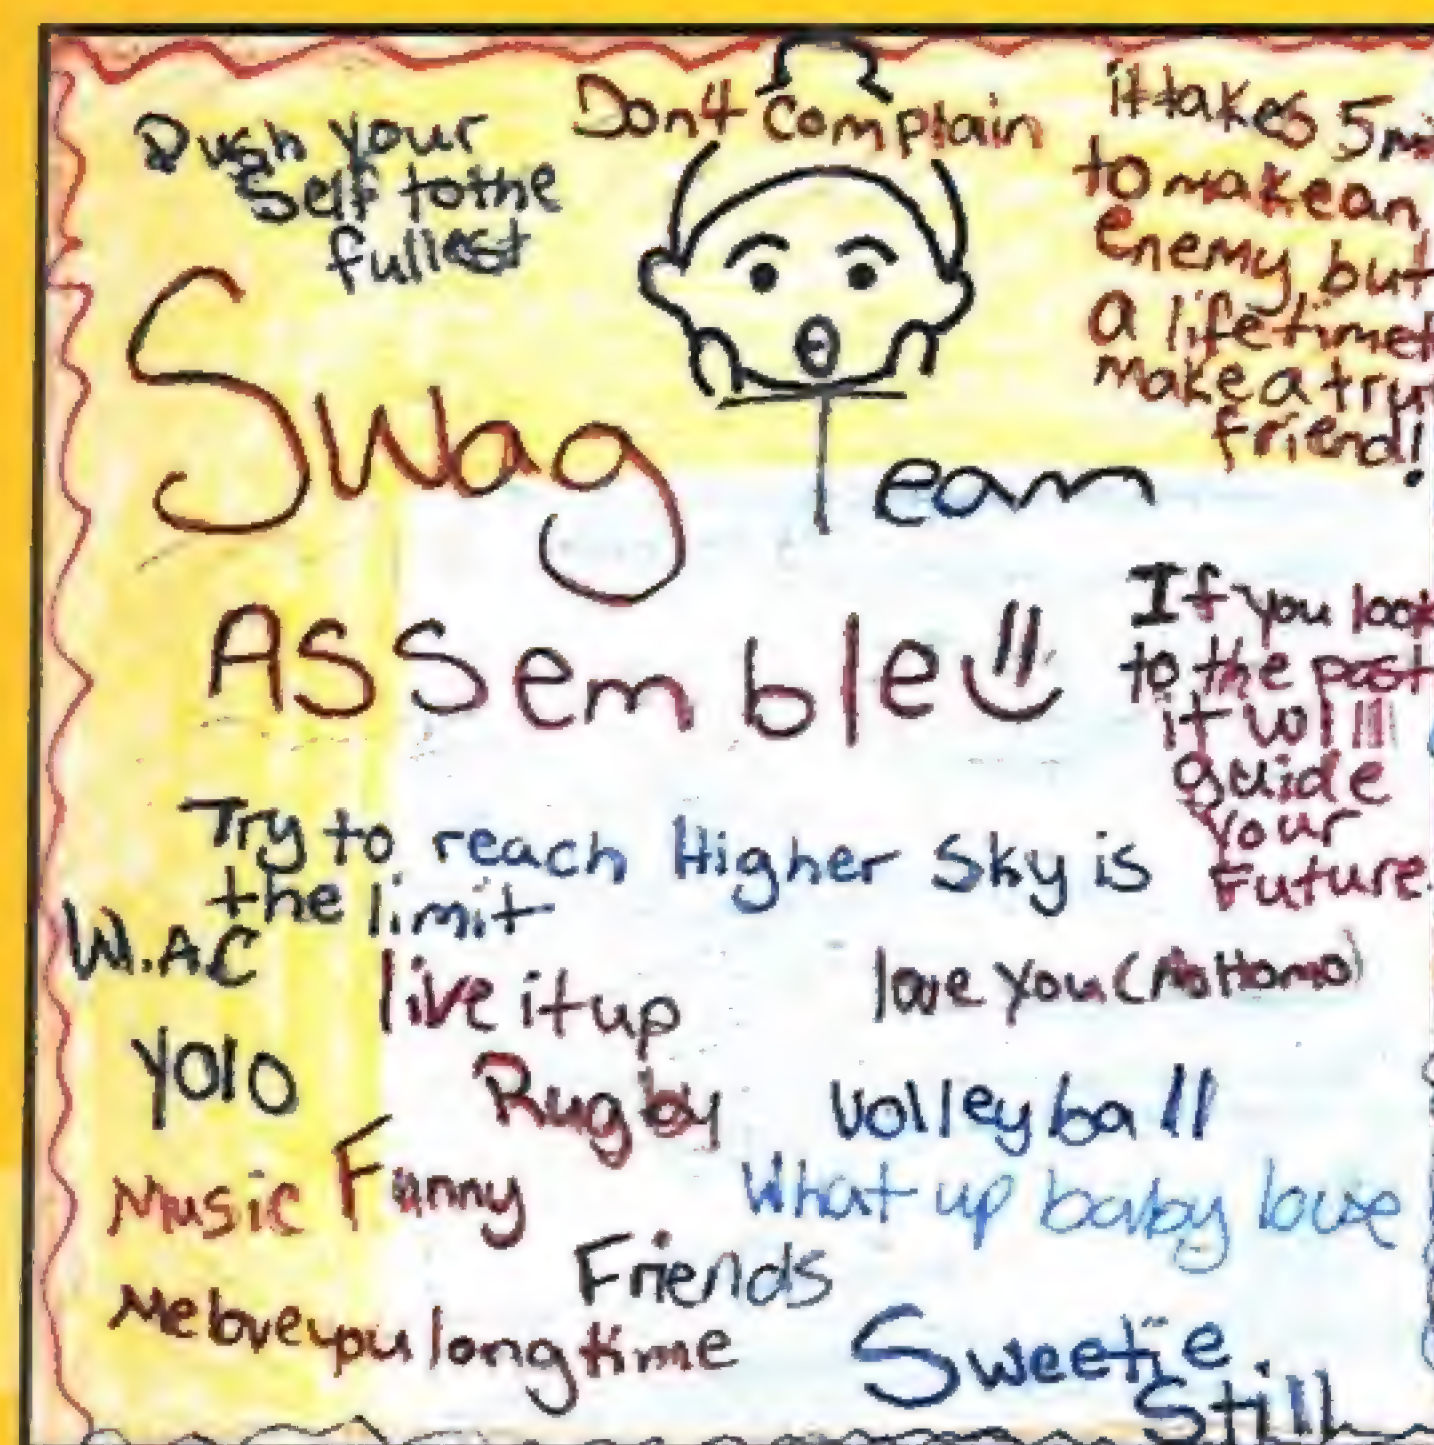 Push your
Self to the
fullest
Don4 Complain
it takes 5
to make an
enemy but
a lifetime
make a
friend!
Swag Team
ASSemble
If you look
to the past
it will
guide
your
Future.
Try to reach Higher Sky is
the limit
W.A.C
live it up
love you (No Homo)
yolo
Rugby
Volleyball
Music Funny
What up baby love
Friends
Me love you long time
Sweetie
Still